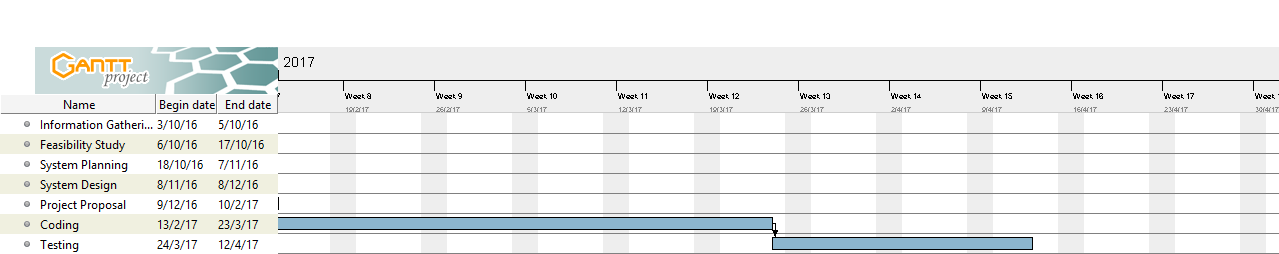 GANTT
project
2017
Week 8 Week 9 Week 10 Week 11 Week 12 Week 13 Week 14 Week 15 Week 16 Week 17
19/2/17 26/2/17 5/3/17 12/3/17 19/3/17 26/3/17 2/4/17 9/4/17 16/4/17 23/4/17 30/4/17
Name Begin date End date
Information Gatheri... 3/10/16 5/10/16
Feasibility Study 6/10/16 17/10/16
System Planning 18/10/16 7/11/16
System Design 8/11/16 8/12/16
Project Proposal 9/12/16 10/2/17
Coding 13/2/17 23/3/17
Testing 24/3/17 12/4/17